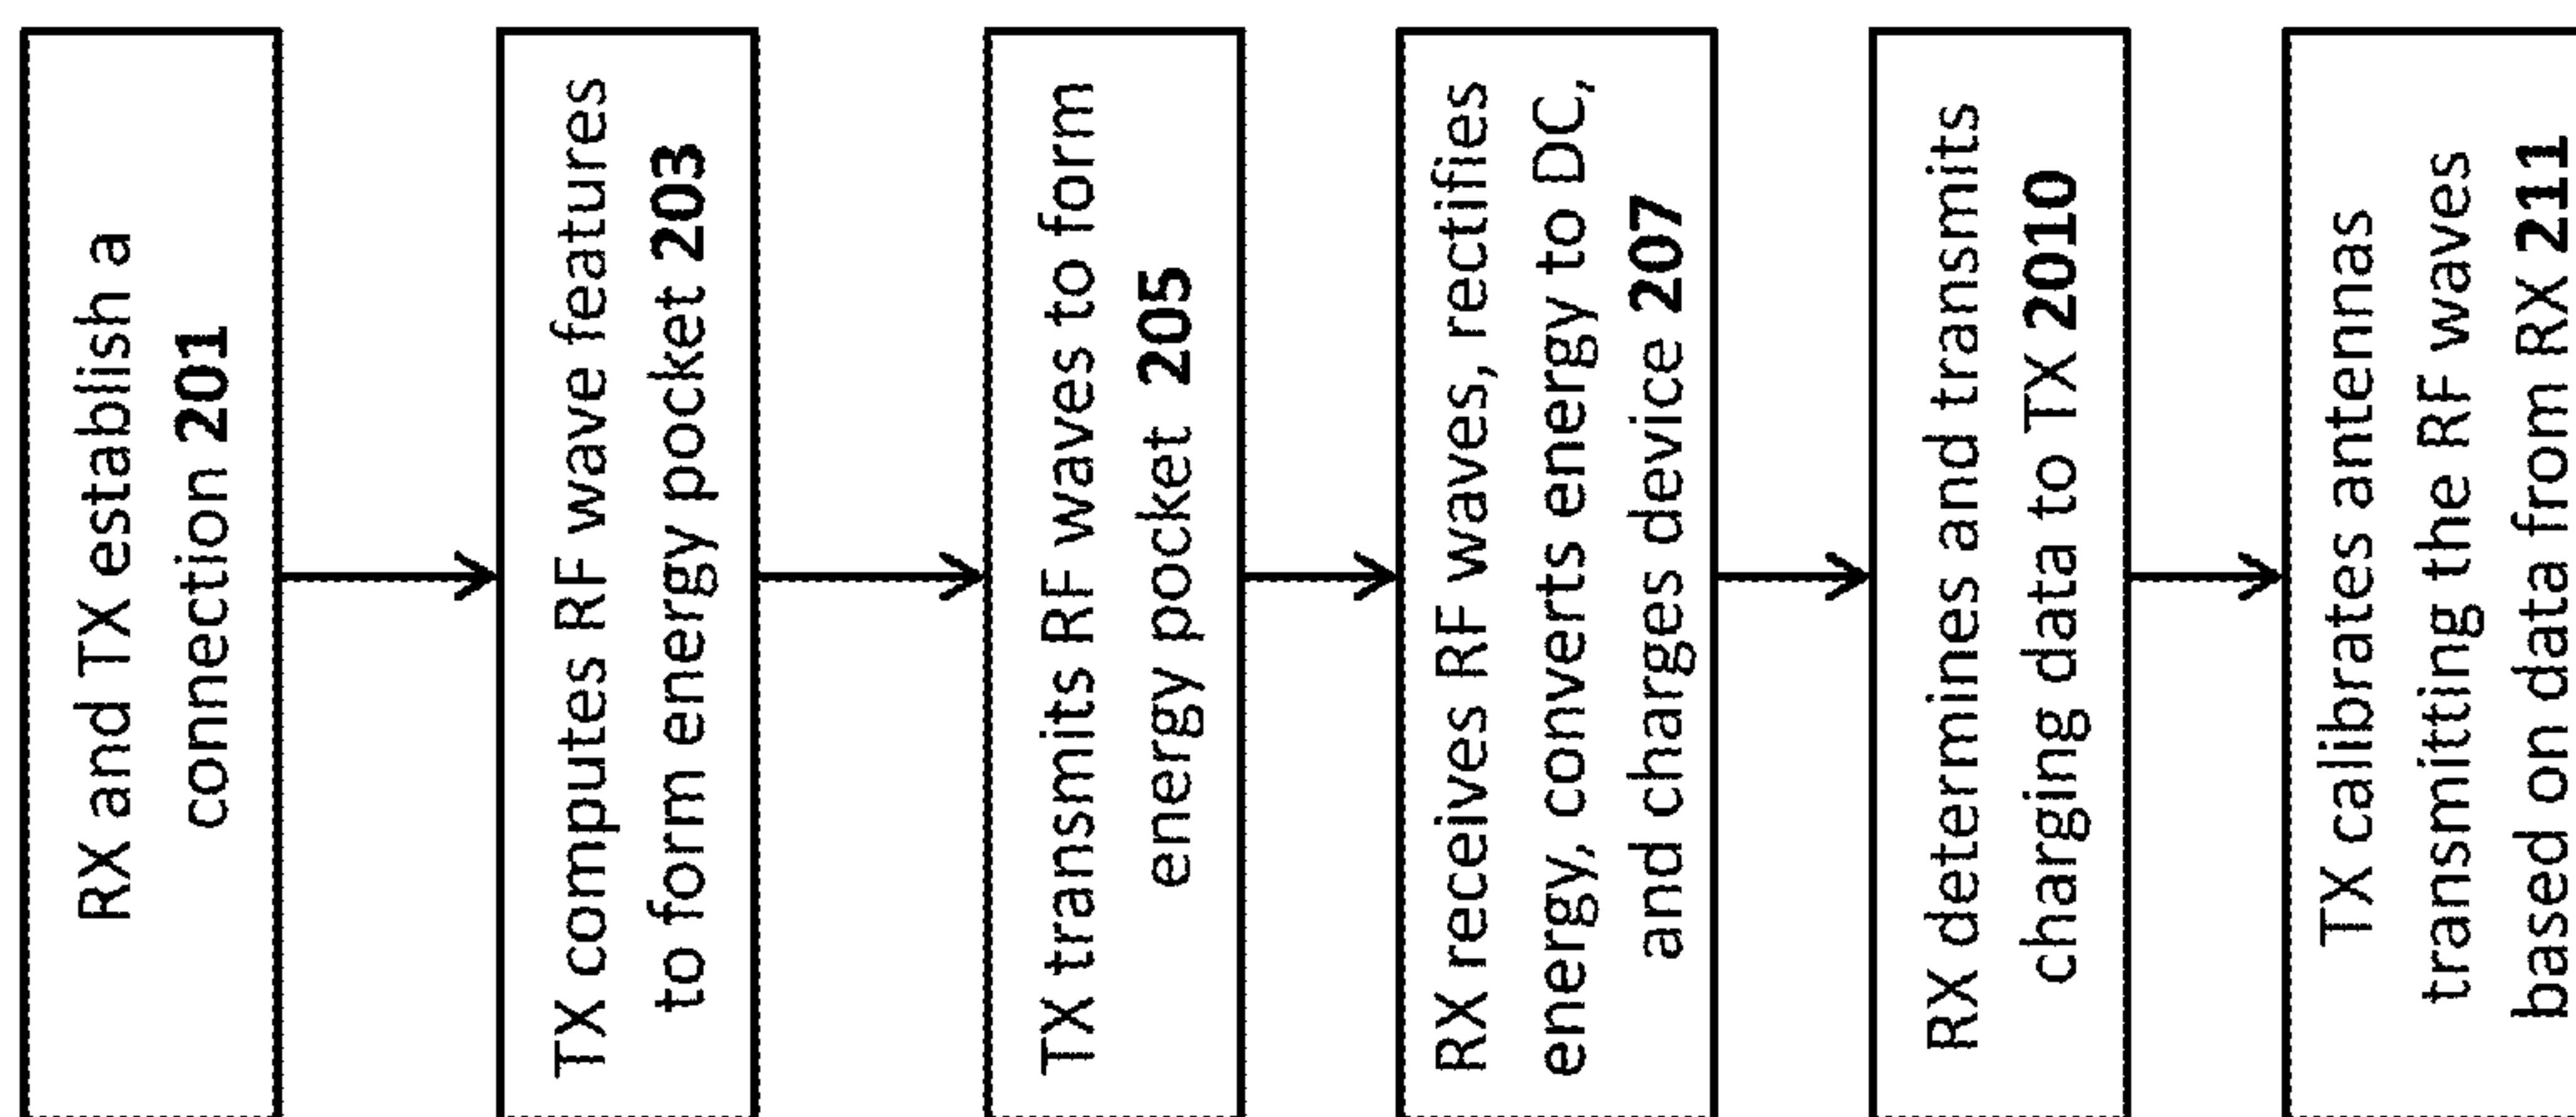 RX and TX establish a
connection 201
TX computes RF wave features
to form energy pocket 203
TX transmits RF waves to form
energy pocket 205
RX receives RF waves, rectifies
energy, converts energy to DC,
and charges device 207
RX determines and transmits
charging data to TX 2010
TX calibrates antennas
transmitting the RF waves
based on data from RX 211